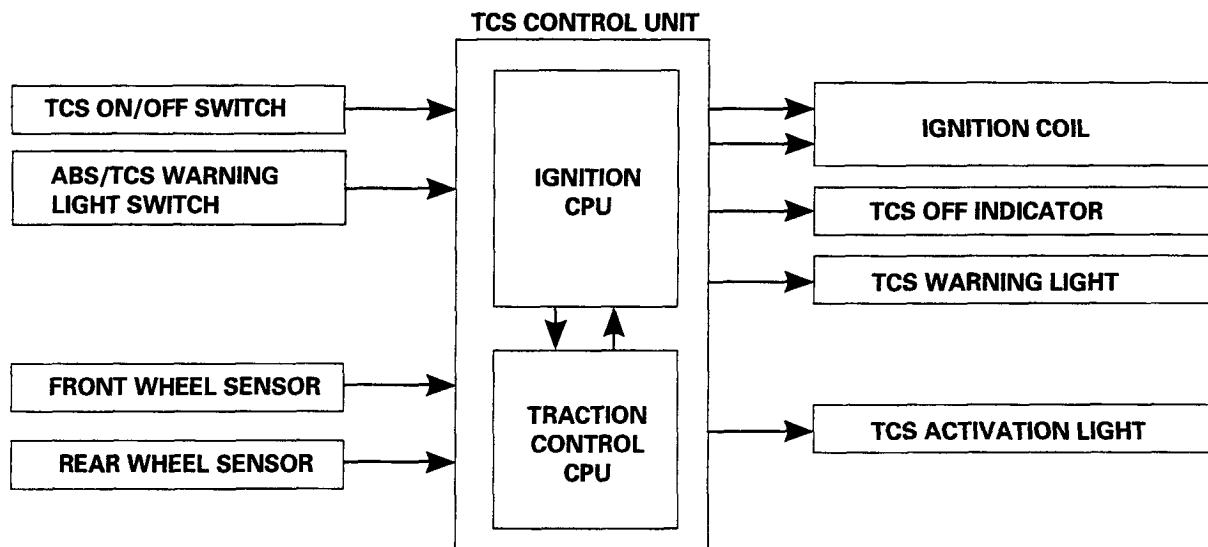 TCS CONTROL UNIT
TCS ON/OFF SWITCH
ABS/TCS WARNING
LIGHT SWITCH
FRONT WHEEL SENSOR
REAR WHEEL SENSOR
IGNITION
CPU
TRACTION
CONTROL
CPU
IGNITION COIL
TCS OFF INDICATOR
TCS WARNING LIGHT
TCS ACTIVATION LIGHT